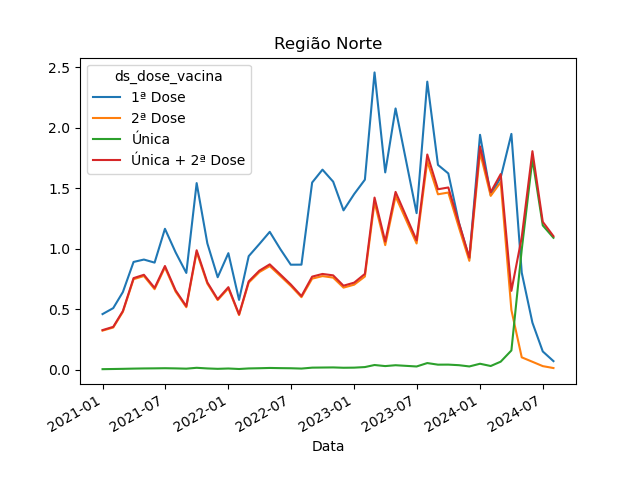 Região Norte
ds_dose_vacina
1ª Dose
2ª Dose
Única
Única + 2ª Dose
2.5
2.0
1.5
1.0
0.5
0.0
2021-01
2021-07
2022-01
2022-07
2023-01
2023-07
2024-01
2024-07
Data